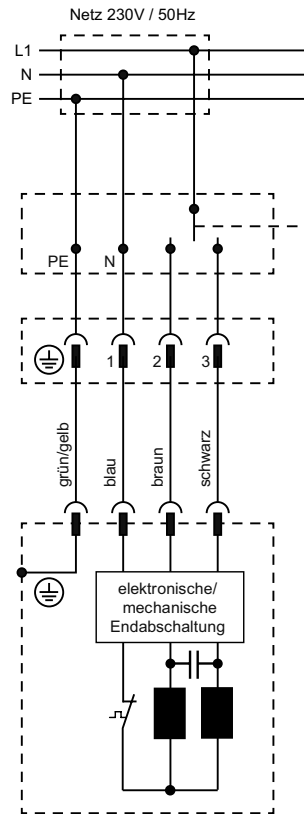 Netz 230V / 50Hz
L1
N
PE
PE
N
1
2
3
grün/gelb
blau
braun
schwarz
elektronische/
mechanische
Endabschaltung